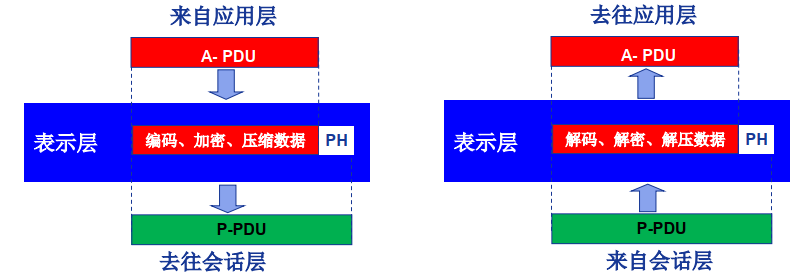 来自应用层
A- PDU
表示层
编码、加密、压缩数据
PH
P-PDU
去往会话层
去往应用层
A- PDU
表示层
解码、解密、解压数据
PH
P-PDU
来自会话层